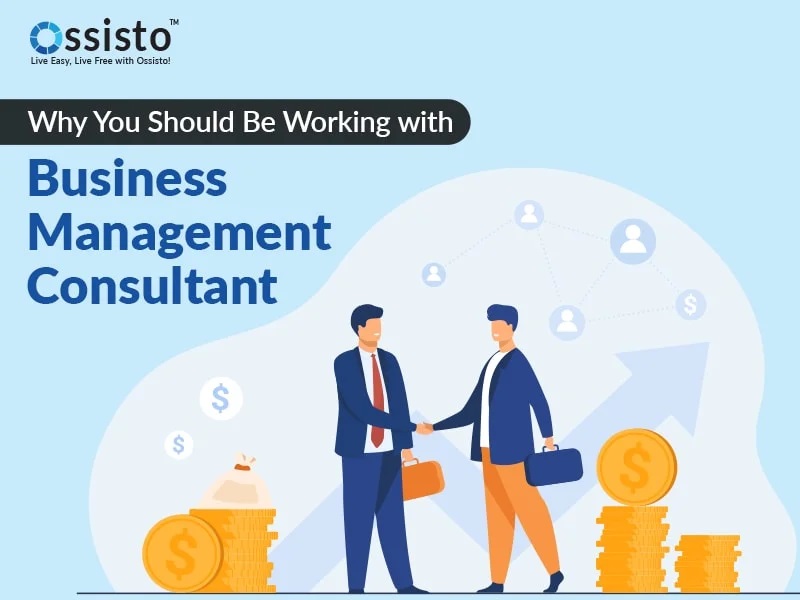 Ossisto™
Live Easy, Live Free with Ossisto!
Why You Should Be Working with
Business
Management
Consultant
$
$
$
$
$